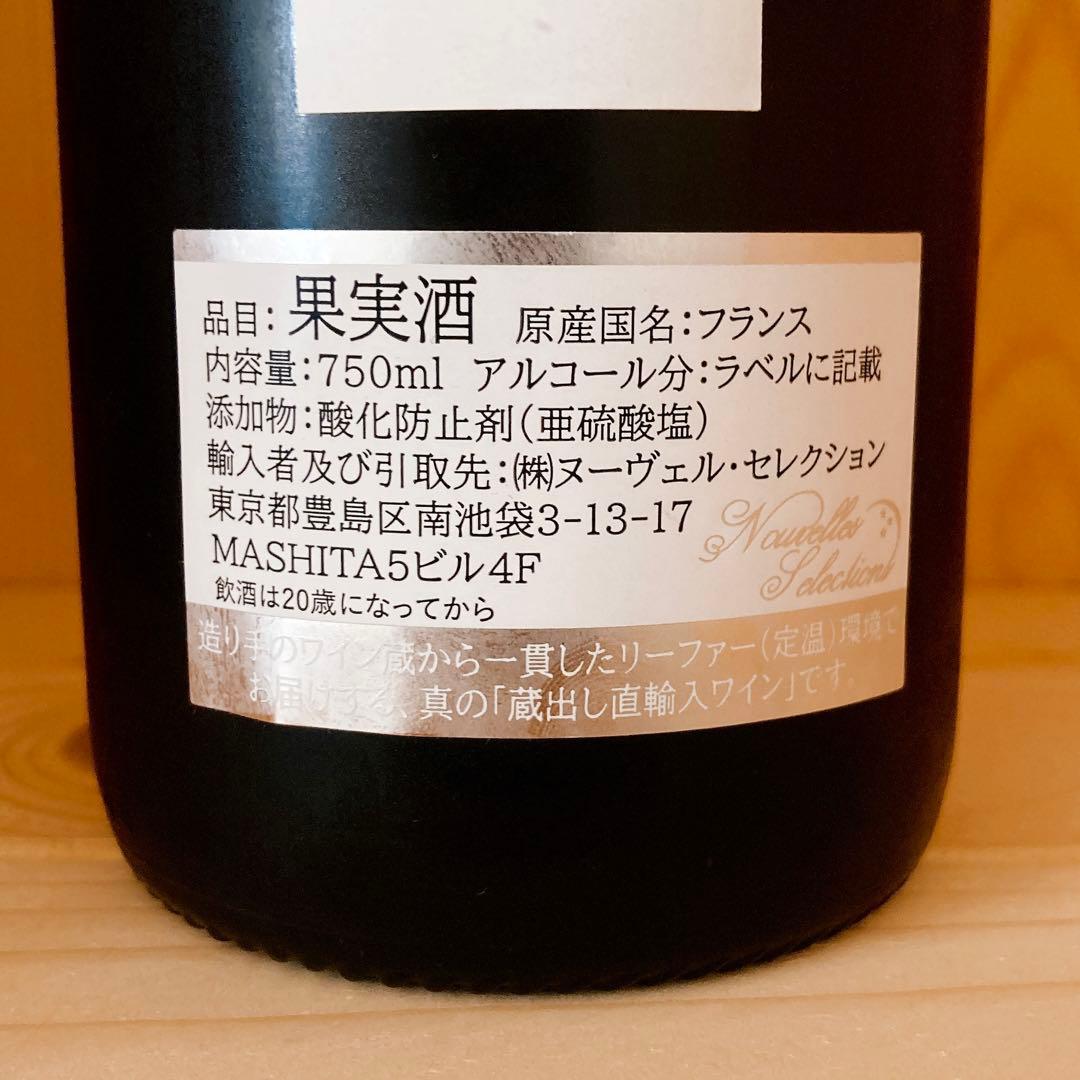 品目：果実酒 原産国名：フランス
内容量：750ml アルコール分：ラベルに記載
添加物：酸化防止剤（亜硫酸塩）
輸入者及び引取先：㈱ヌーヴェル・セレクション
東京都豊島区南池袋3-13-17
MASHITA5ビル4F
Nouvelles
Selections
飲酒は20歳になってから
造り手のワイン蔵から一貫したリーファー（定温）環境で
お届けする、真の「蔵出し直輸入ワイン」です。